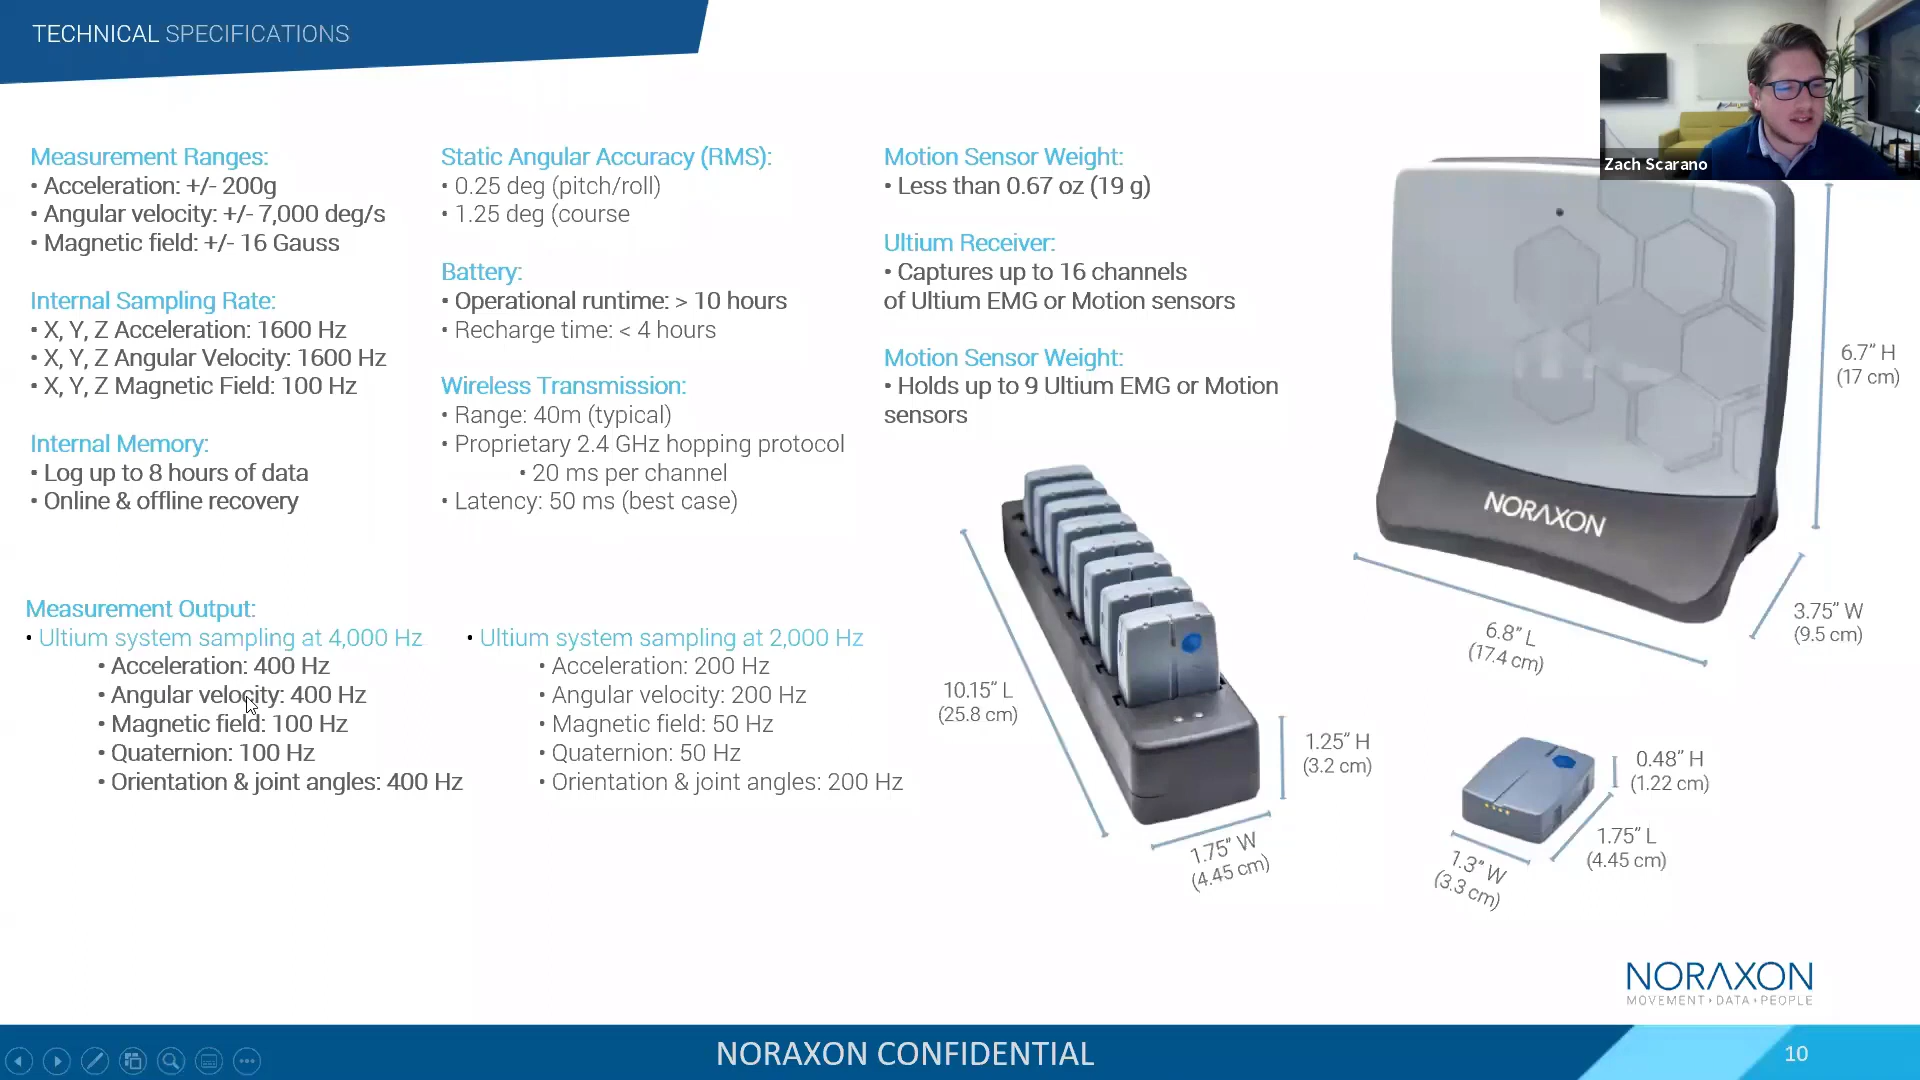 TECHNICAL SPECIFICATIONS
Zach Scarano
Measurement Ranges:
• Acceleration: +/- 200g
• Angular velocity: +/- 7,000 deg/s
• Magnetic field: +/- 16 Gauss
Internal Sampling Rate:
• X, Y, Z Acceleration: 1600 Hz
• X, Y, Z Angular Velocity: 1600 Hz
• X, Y, Z Magnetic Field: 100 Hz
Internal Memory:
• Log up to 8 hours of data
• Online & offline recovery
Static Angular Accuracy (RMS):
• 0.25 deg (pitch/roll)
• 1.25 deg (course
Battery:
• Operational runtime: > 10 hours
• Recharge time: < 4 hours
Wireless Transmission:
• Range: 40m (typical)
• Proprietary 2.4 GHz hopping protocol
• 20 ms per channel
• Latency: 50 ms (best case)
Motion Sensor Weight:
• Less than 0.67 oz (19 g)
Ultium Receiver:
• Captures up to 16 channels
of Ultium EMG or Motion sensors
Motion Sensor Weight:
• Holds up to 9 Ultium EMG or Motion
sensors
Measurement Output:
• Ultium system sampling at 4,000 Hz
• Acceleration: 400 Hz
• Angular velocity: 400 Hz
• Magnetic field: 100 Hz
• Quaternion: 100 Hz
• Orientation & joint angles: 400 Hz
• Ultium system sampling at 2,000 Hz
• Acceleration: 200 Hz
• Angular velocity: 200 Hz
• Magnetic field: 50 Hz
• Quaternion: 50 Hz
• Orientation & joint angles: 200 Hz
NORAXON
6.7” H
(17 cm)
6.8” L
(17.4 cm)
3.75” W
(9.5 cm)
10.15” L
(25.8 cm)
1.25” H
(3.2 cm)
1.75” W
(4.45 cm)
0.48” H
(1.22 cm)
1.75” L
(4.45 cm)
1.3” W
(3.3 cm)
NORAXON
MOVEMENT • DATA • PEOPLE
NORAXON CONFIDENTIAL
10